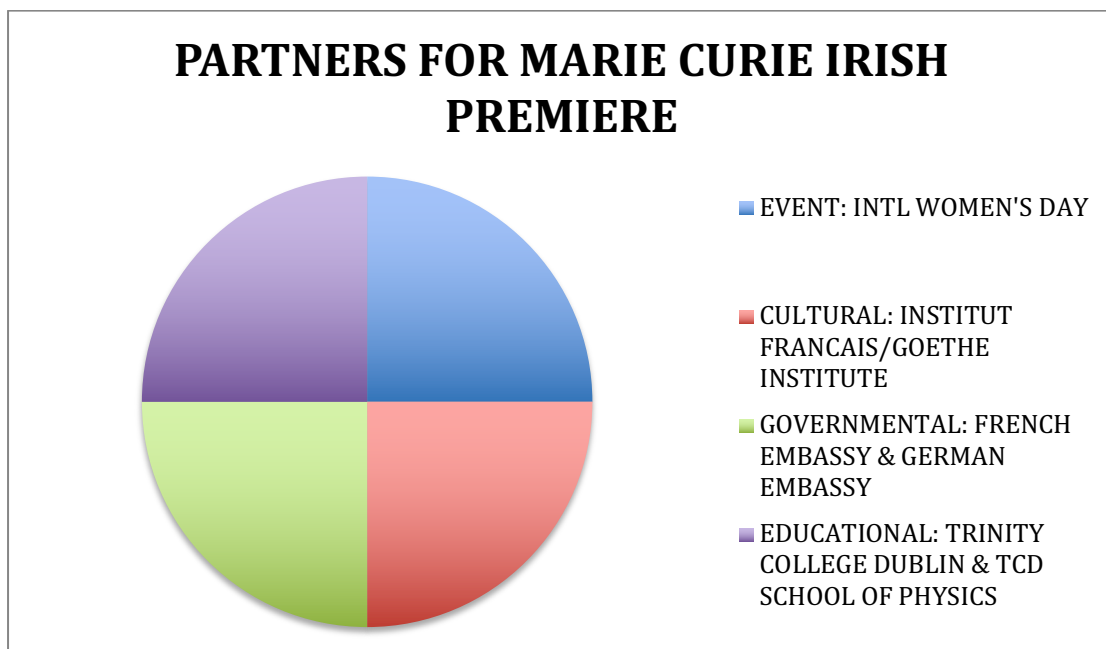 PARTNERS FOR MARIE CURIE IRISH
PREMIERE
EVENT: INTL WOMEN'S DAY
CULTURAL: INSTITUT
FRANCAIS/GOETHE
INSTITUTE
GOVERNMENTAL: FRENCH
EMBASSY & GERMAN
EMBASSY
EDUCATIONAL: TRINITY
COLLEGE DUBLIN & TCD
SCHOOL OF PHYSICS